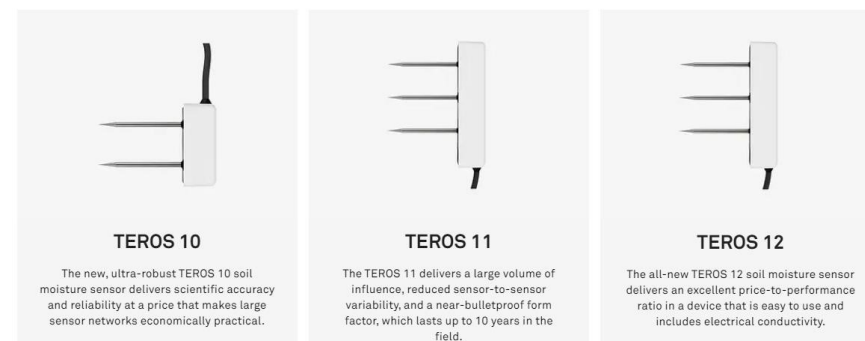 TEROS 10
The new, ultra-robust TEROS 10 soil
moisture sensor delivers scientific accuracy
and reliability at a price that makes large
sensor networks economically practical.
TEROS 11
The TEROS 11 delivers a large volume of
influence, reduced sensor-to-sensor
variability, and a near-bulletproof form
factor, which lasts up to 10 years in the
field.
TEROS 12
The all-new TEROS 12 soil moisture sensor
delivers an excellent price-to-performance
ratio in a device that is easy to use and
includes electrical conductivity.